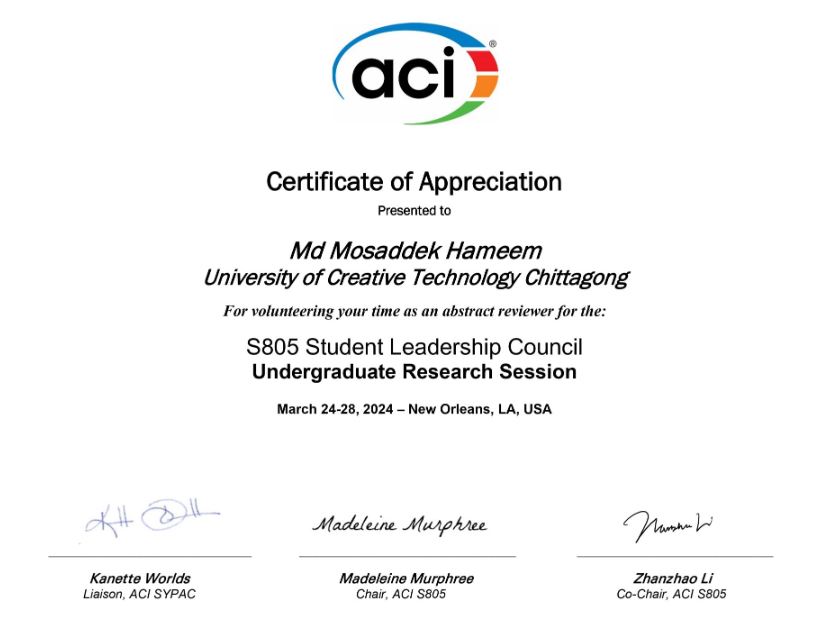 aci®
Certificate of Appreciation
Presented to
Md Mosaddek Hameem
University of Creative Technology Chittagong
For volunteering your time as an abstract reviewer for the:
S805 Student Leadership Council
Undergraduate Research Session
March 24-28, 2024 – New Orleans, LA, USA
Madeleine Murphree
Kanette Worlds Madeleine Murphree Zhanzhao Li
Liaison, ACI SYPAC Chair, ACI S805 Co-Chair, ACI S805